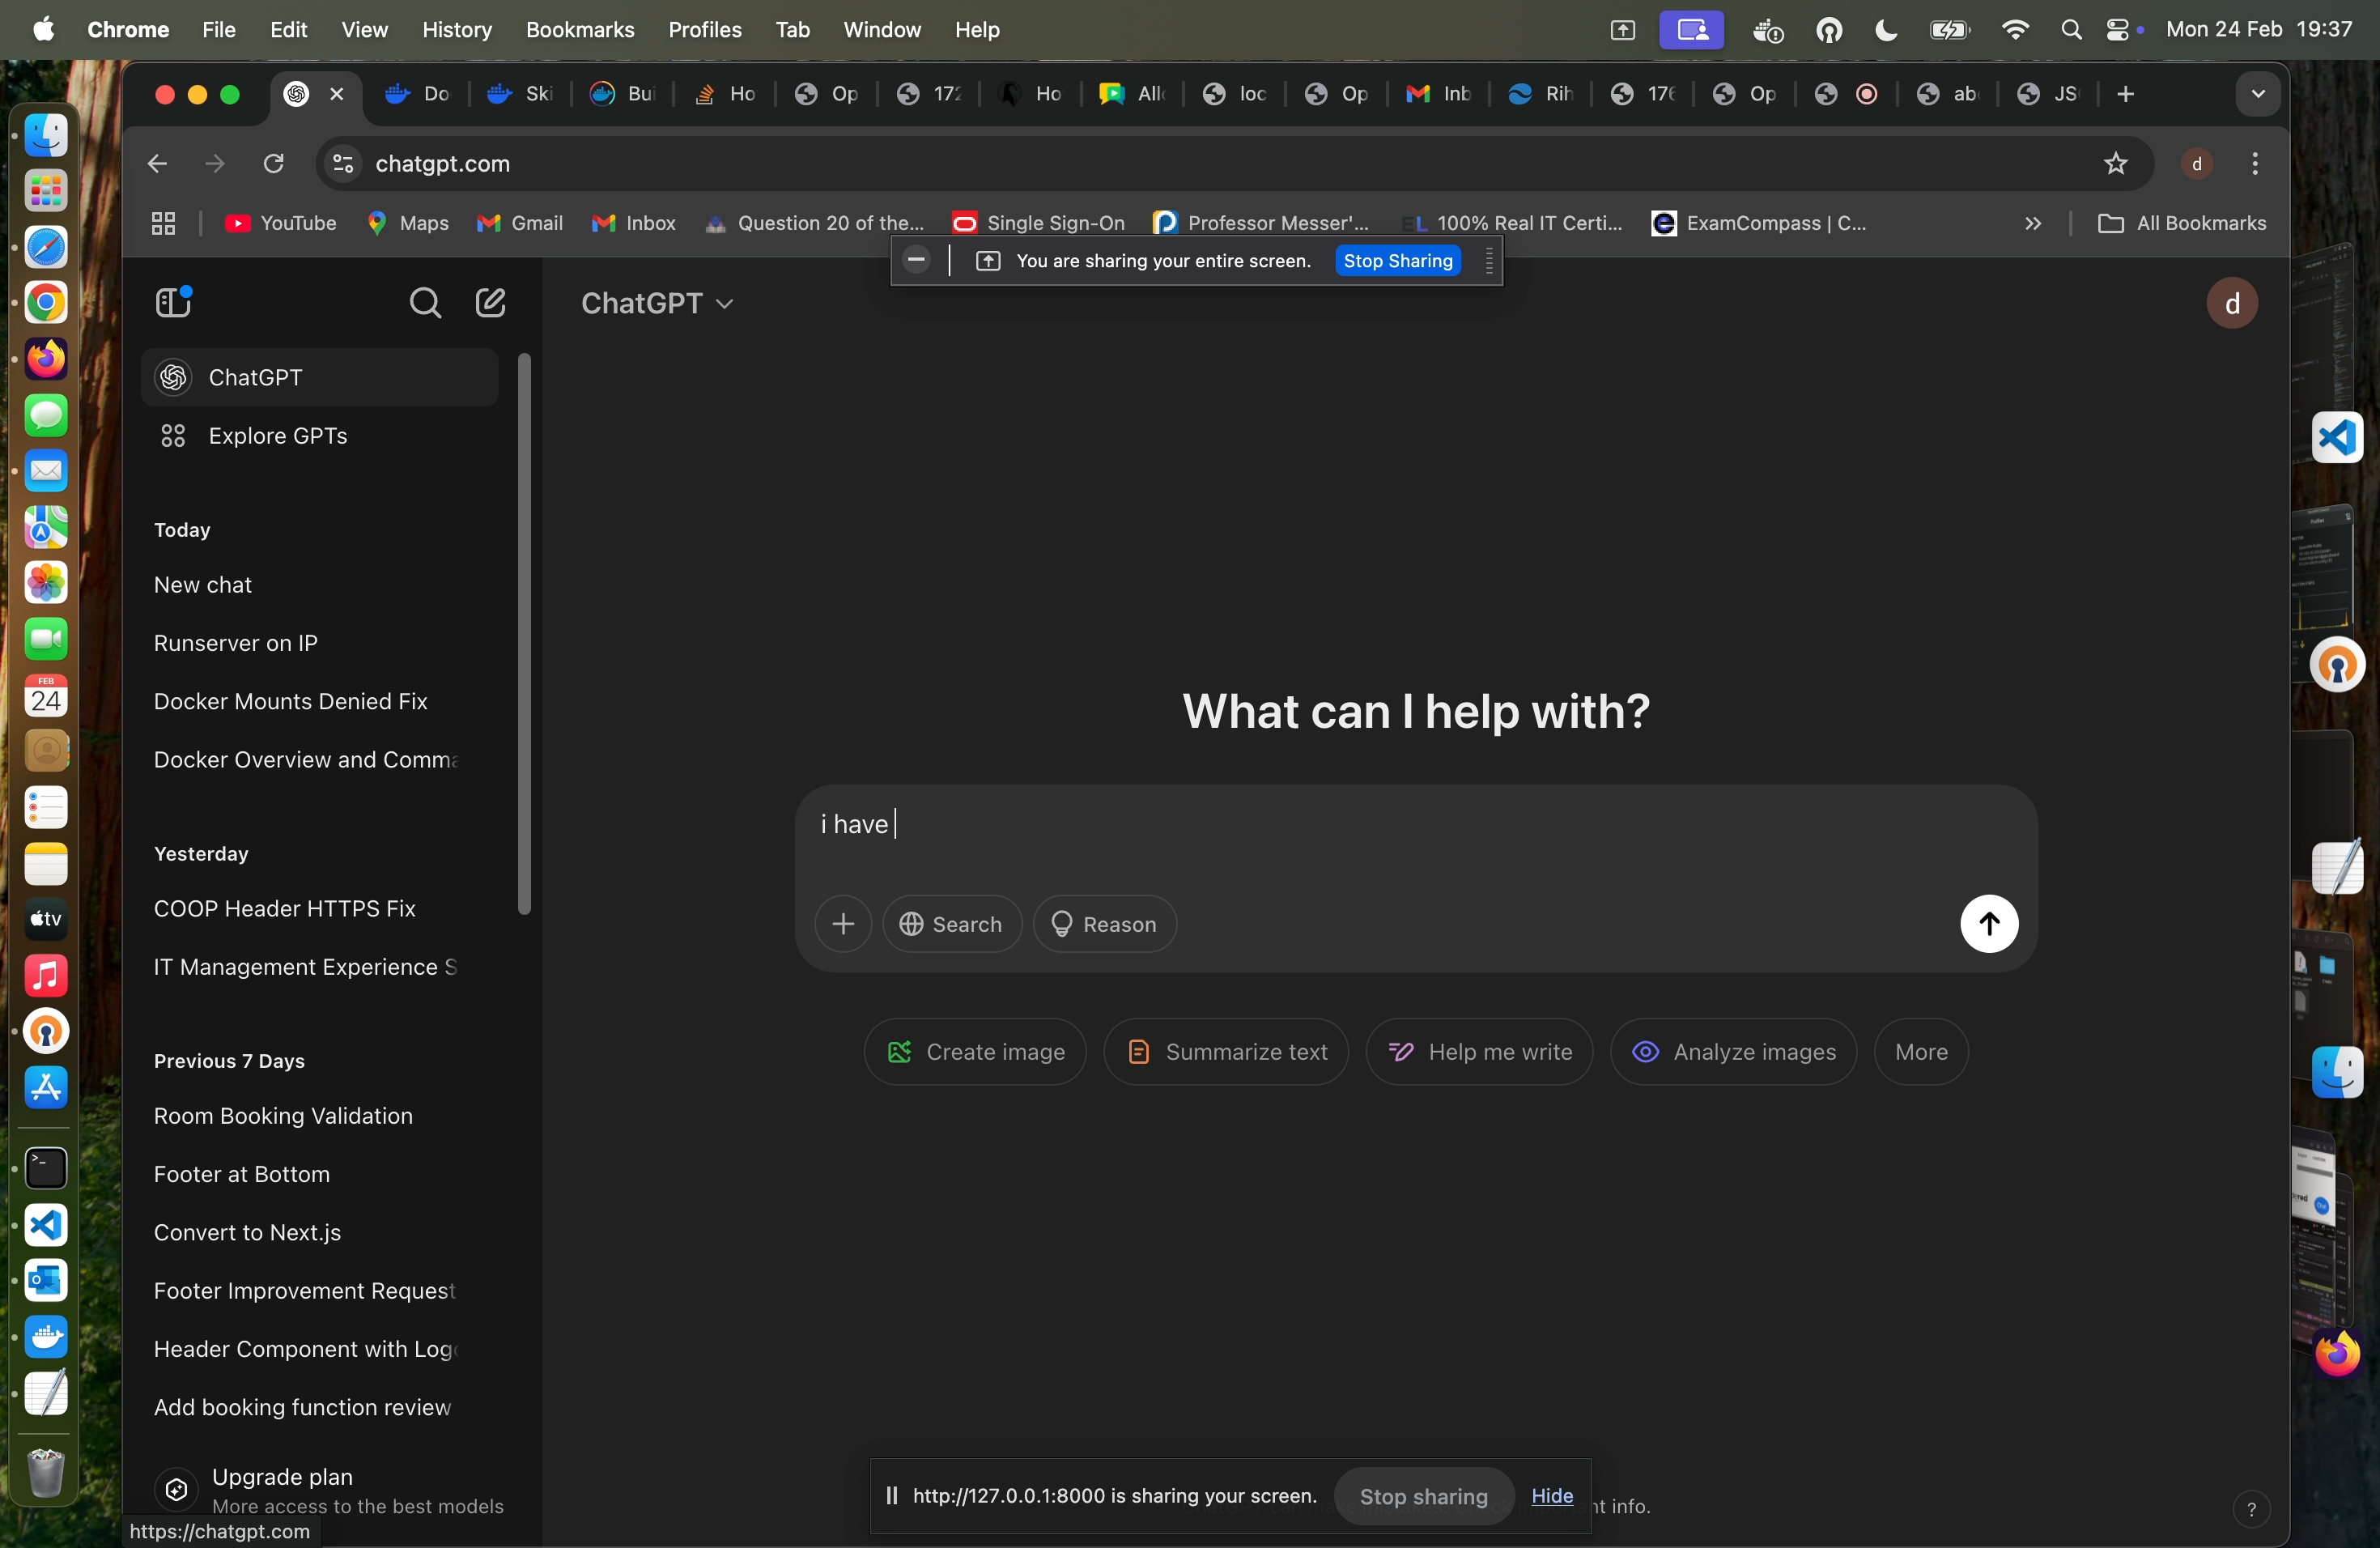 Chrome File Edit View History Bookmarks Profiles Tab Window Help Mon 24 Feb 19:37
Do Ski Bui Ho Op 172 Ho All loc Op Inb Rih 176 Op ab JS
chatgpt.com d
YouTube Maps Gmail Inbox Question 20 of the... Single Sign-On Professor Messer'... EL 100% Real IT Certi... ExamCompass | C... All Bookmarks
You are sharing your entire screen. Stop Sharing
ChatGPT
d
ChatGPT
Explore GPTs
Today
New chat
Runserver on IP
Docker Mounts Denied Fix
Docker Overview and Comma
Yesterday
COOP Header HTTPS Fix
IT Management Experience S
Previous 7 Days
Room Booking Validation
Footer at Bottom
Convert to Next.js
Footer Improvement Request
Header Component with Logo
Add booking function review
Upgrade plan
More access to the best models
https://chatgpt.com
What can I help with?
i have
Search Reason
Create image Summarize text Help me write Analyze images More
http://127.0.0.1:8000 is sharing your screen. Stop sharing Hide
nt info.
?
FEB
24
tv